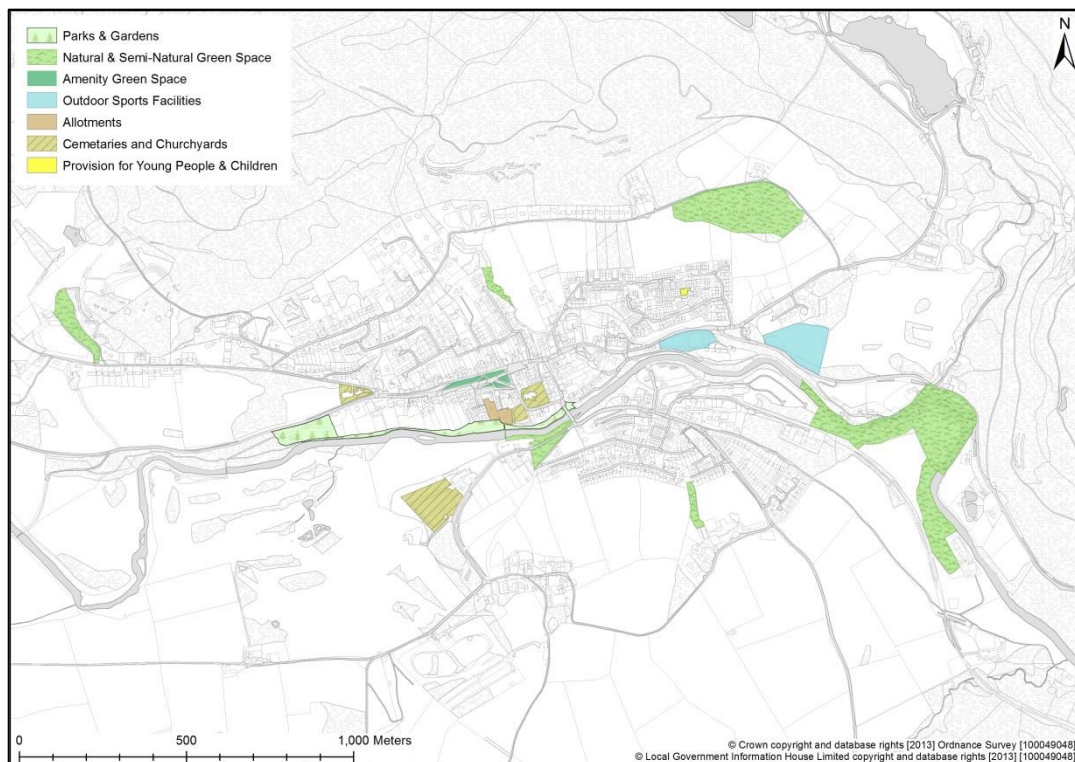 Parks & Gardens
Natural & Semi-Natural Green Space
Amenity Green Space
Outdoor Sports Facilities
Allotments
Cemetaries and Churchyards
Provision for Young People & Children
N
0 500 1,000 Meters
© Crown copyright and database rights [2013] Ordnance Survey [100049048]
© Local Government Information House Limited copyright and database rights [2013] [100049048]